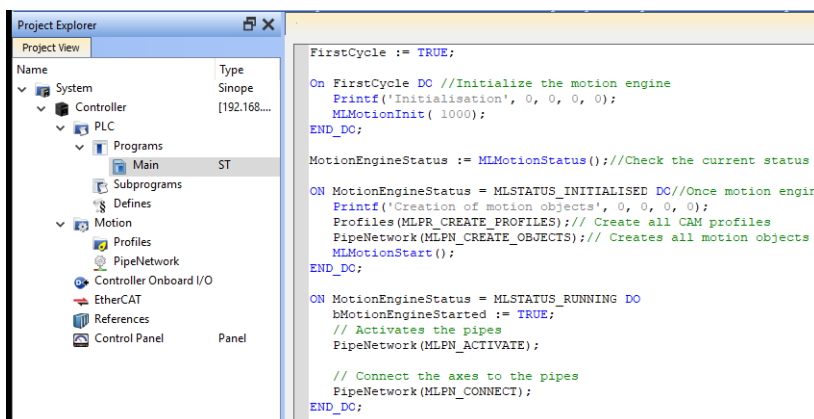 Project Explorer
Project View
Name Type
System Sinope
Controller [192.168....
PLC
Programs
Main ST
Subprograms
Defines
Motion
Profiles
PipeNetwork
Controller Onboard I/O
EtherCAT
References
Control Panel Panel
FirstCycle := TRUE;
On FirstCycle DO //Initialize the motion engine
Printf('Initialisation', 0, 0, 0, 0);
MLMotionInit( 1000);
END_DO;
MotionEngineStatus := MLMotionStatus();//Check the current status
ON MotionEngineStatus = MLSTATUS_INITIALISED DO//Once motion engin
Printf('Creation of motion objects', 0, 0, 0, 0);
Profiles(MLPR_CREATE_PROFILES);// Create all CAM profiles
PipeNetwork(MLPN_CREATE_OBJECTS);// Creates all motion objects
MLMotionStart();
END_DO;
ON MotionEngineStatus = MLSTATUS_RUNNING DO
bMotionEngineStarted := TRUE;
// Activates the pipes
PipeNetwork(MLPN_ACTIVATE);
// Connect the axes to the pipes
PipeNetwork(MLPN_CONNECT);
END_DO;